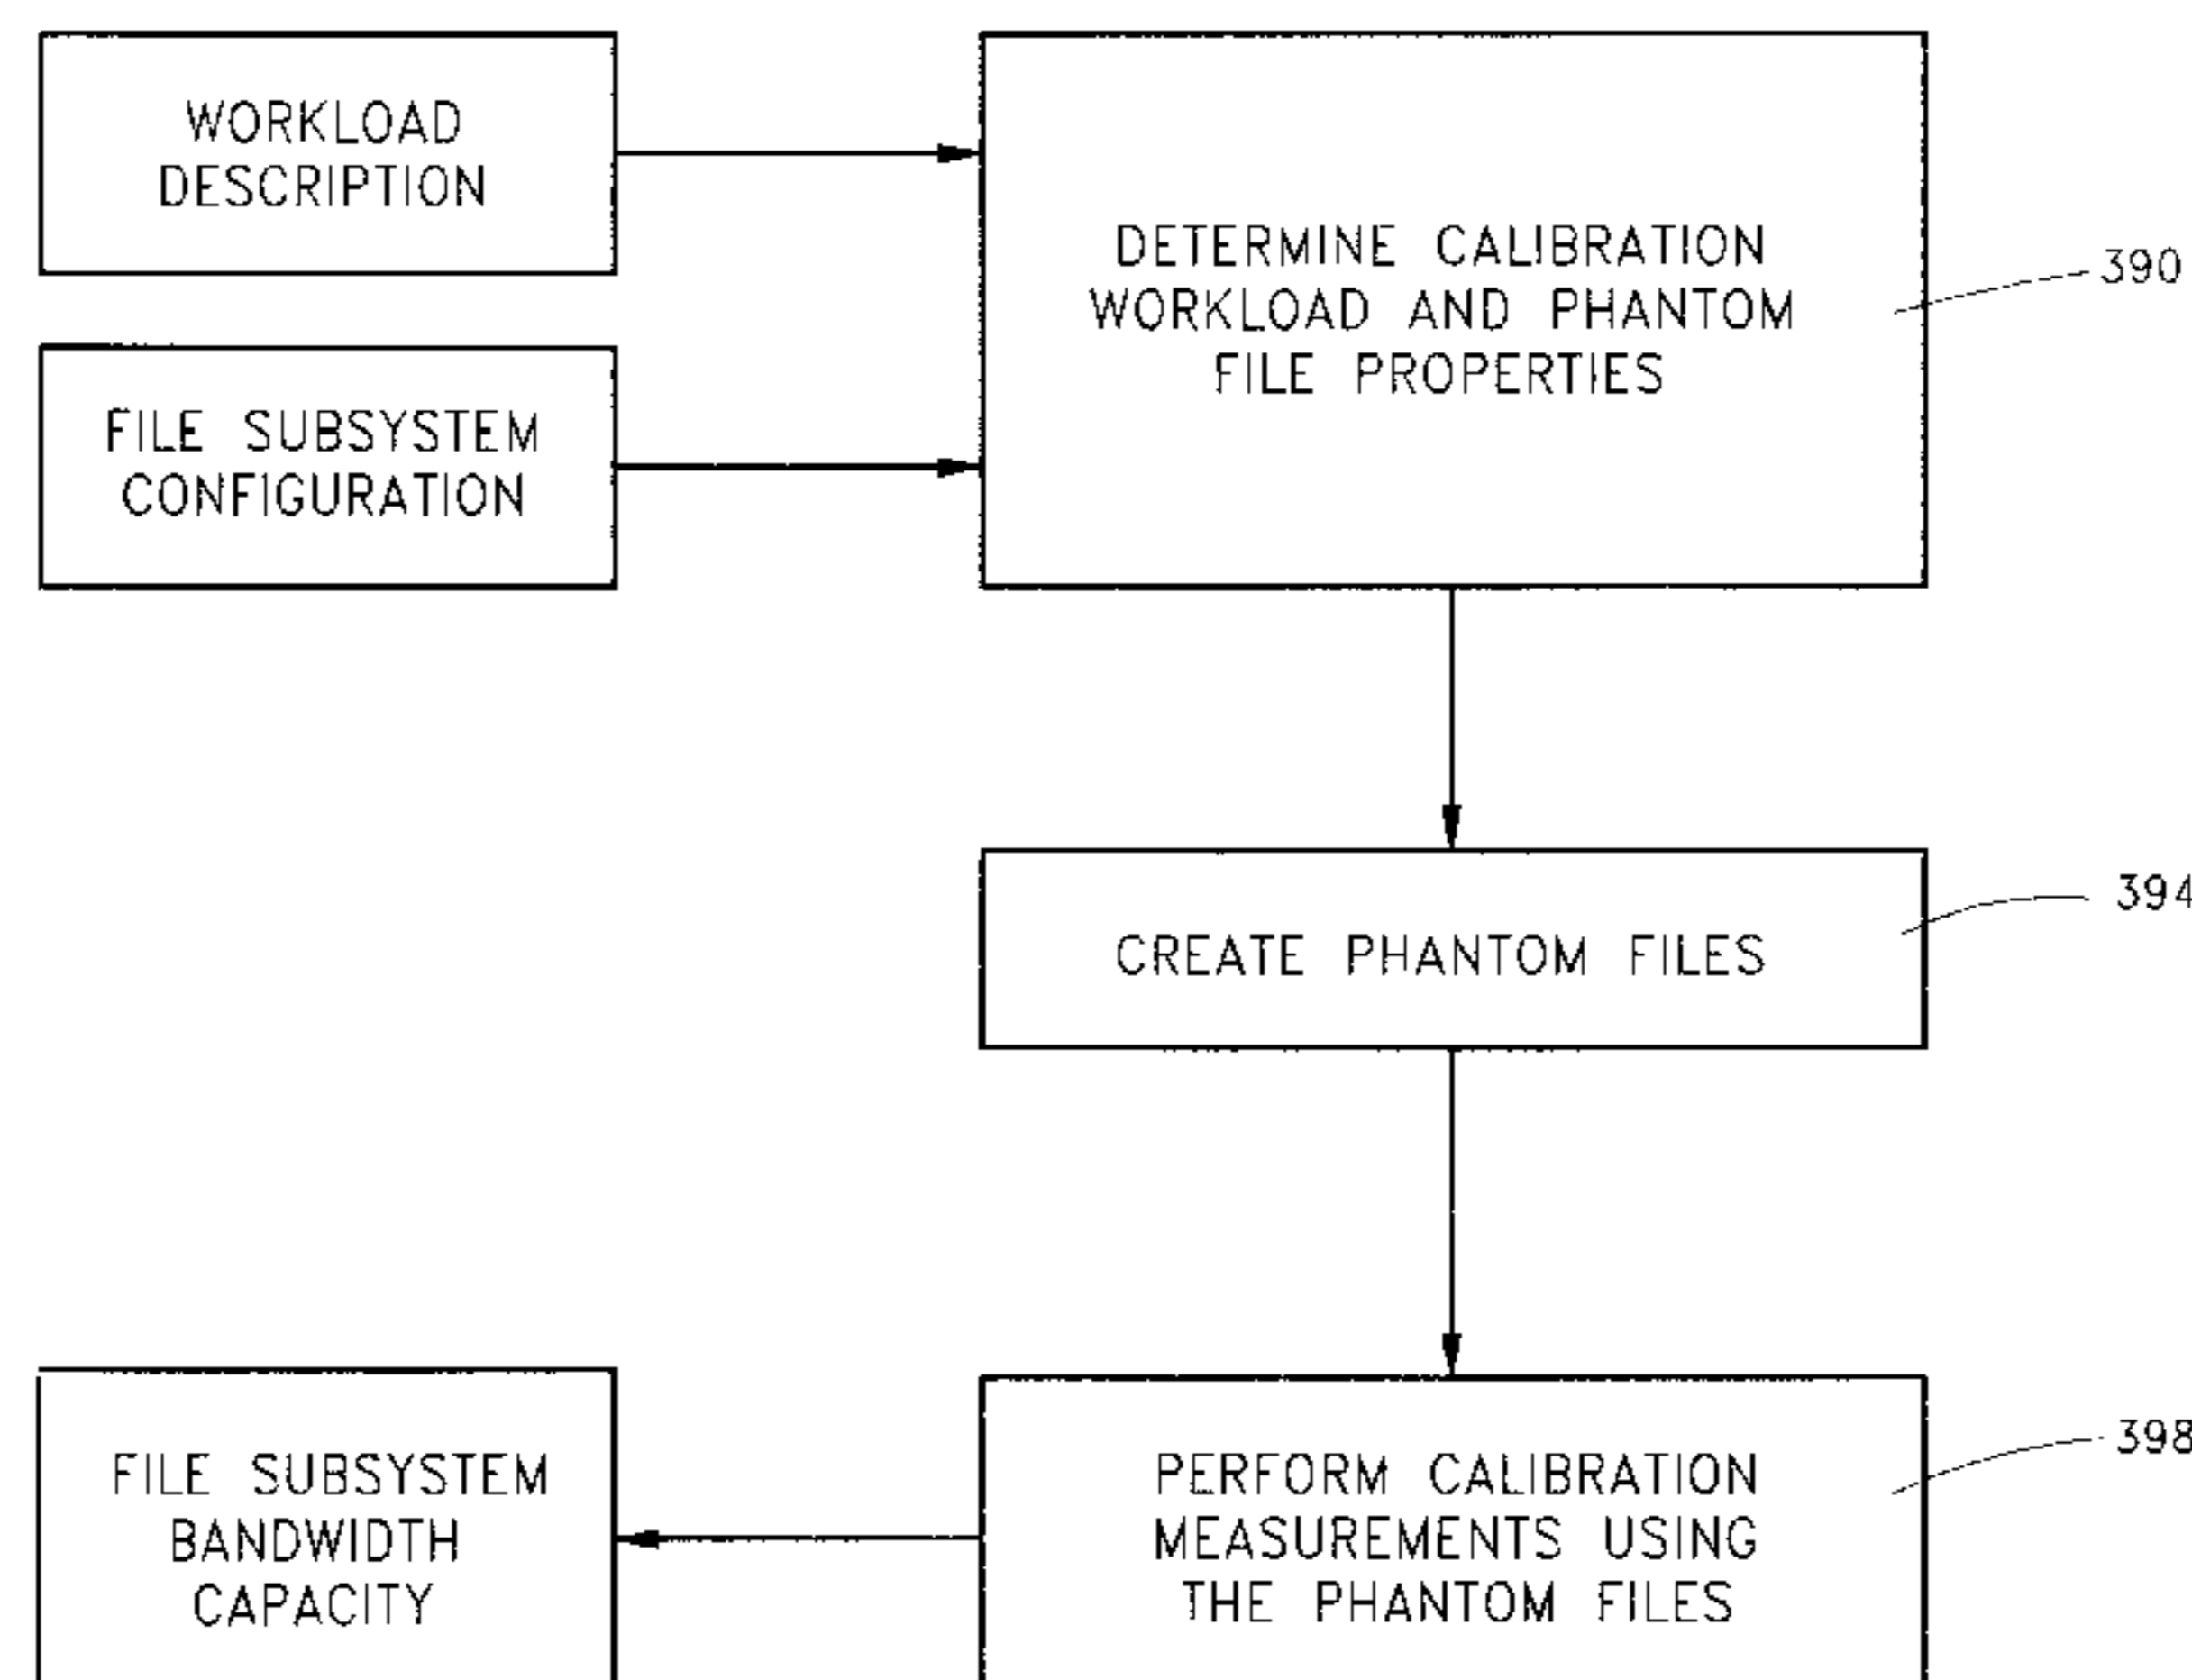 WORKLOAD
DESCRIPTION
DETERMINE CALIBRATION
WORKLOAD AND PHANTOM
FILE PROPERTIES
390
FILE SUBSYSTEM
CONFIGURATION
CREATE PHANTOM FILES
394
FILE SUBSYSTEM
BANDWIDTH
CAPACITY
PERFORM CALIBRATION
MEASUREMENTS USING
THE PHANTOM FILES
398